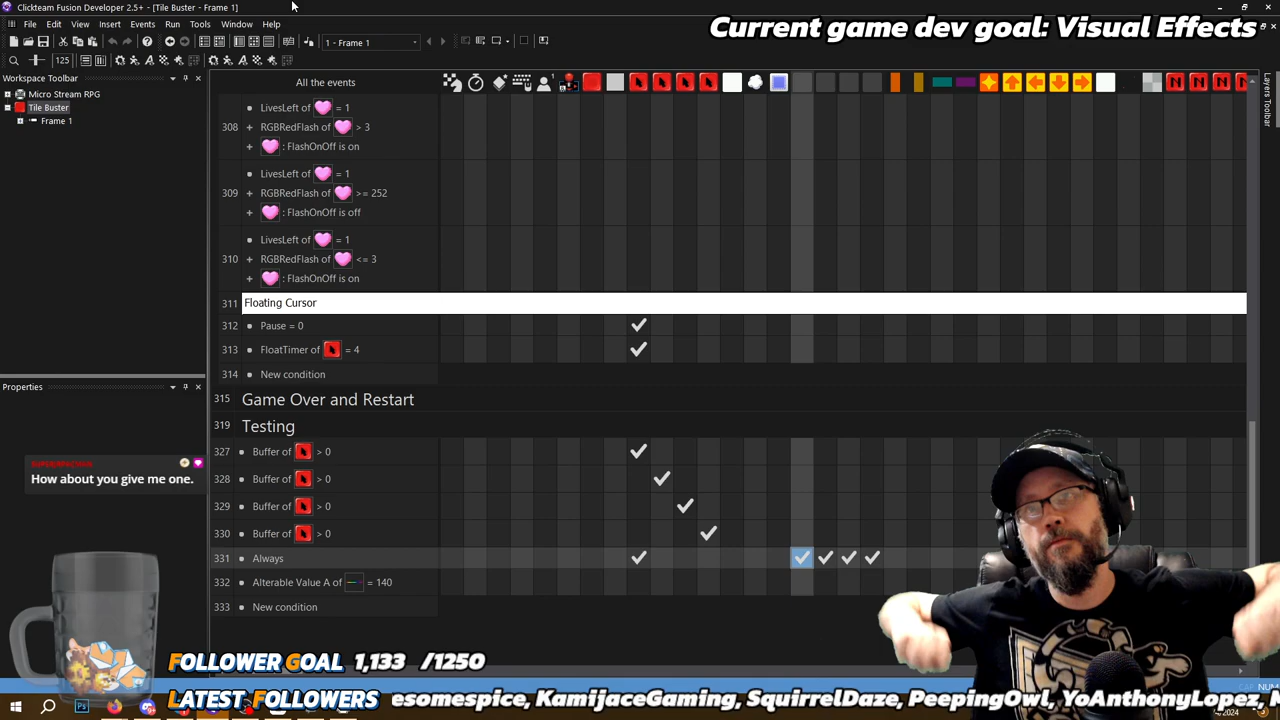 Clickteam Fusion Developer 2.5+ - [Tile Buster - Frame 1]
Current game dev goal: Visual Effects
File Edit View Insert Events Run Tools Window Help
1 - Frame 1
Workspace Toolbar
Micro Stream RPG
Tile Buster
Frame 1
Layers Toolbar
All the events
LivesLeft of = 1
308 + RGBRedFlash of > 3
+ : FlashOnOff is on
LivesLeft of = 1
309 + RGBRedFlash of >= 252
+ : FlashOnOff is off
LivesLeft of = 1
310 + RGBRedFlash of <= 3
+ : FlashOnOff is on
311 Floating Cursor
312 Pause = 0
313 FloatTimer of = 4
314 New condition
315 Game Over and Restart
319 Testing
327 Buffer of > 0
328 Buffer of > 0
329 Buffer of > 0
330 Buffer of > 0
331 Always
332 Alterable Value A of = 140
333 New condition
Properties
How about you give me one.
Follower Goal 1,133 /1250
Latest Followers esomespice, KenjijaceGaming, SquirrelDaze, PeepingOwl, YoAnthonyLopez,